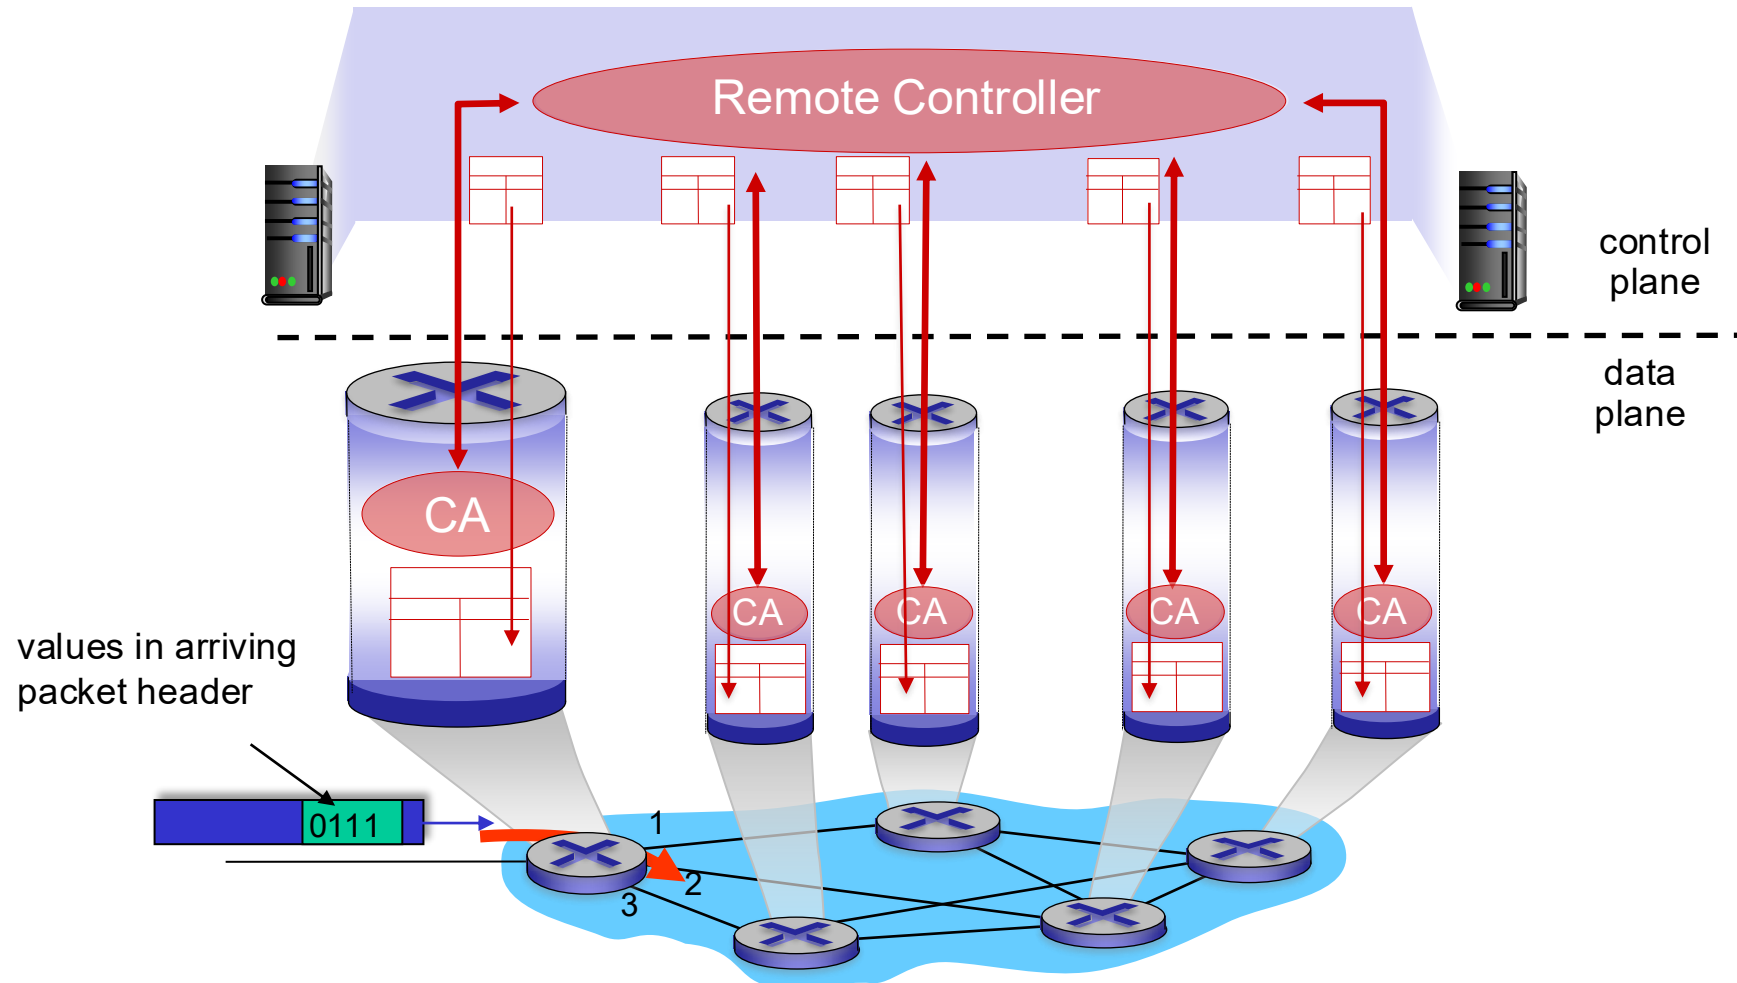 Remote Controller
control
plane
data
plane
CA
CA
CA
CA
CA
values in arriving
packet header
0111
1
2
3